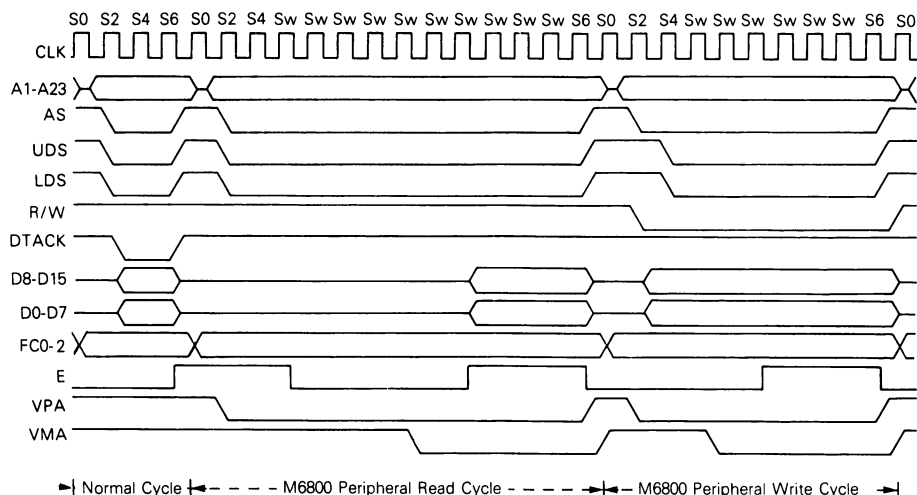 S0 S2 S4 S6 S0 S2 S4 Sw Sw Sw Sw Sw Sw Sw Sw Sw Sw S6 S0 S2 S4 Sw Sw Sw Sw Sw Sw S6 S0
CLK
A1-A23
AS
UDS
LDS
R/W
DTACK
D8-D15
D0-D7
FC0-2
E
VPA
VMA
Normal Cycle M6800 Peripheral Read Cycle M6800 Peripheral Write Cycle